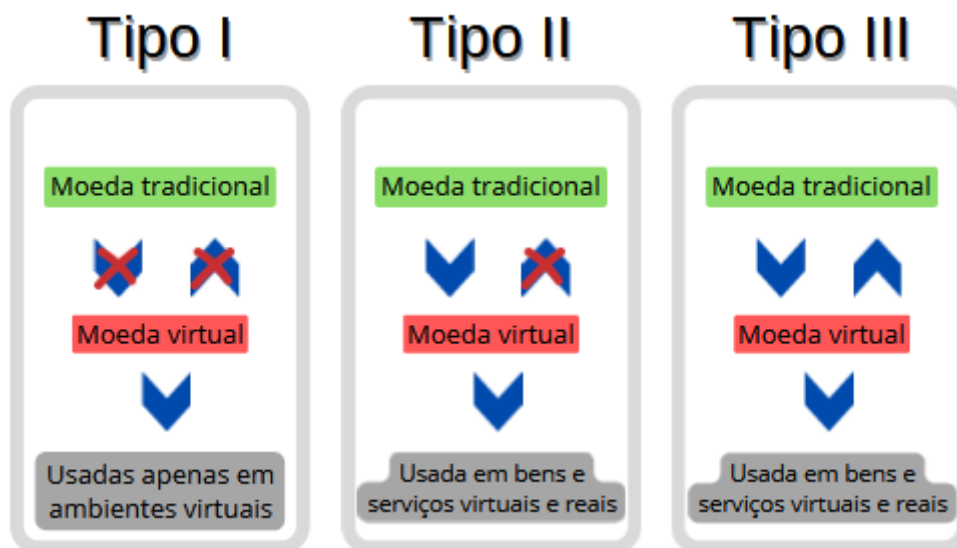 Tipo I
Tipo II
Tipo III
Moeda tradicional
Moeda tradicional
Moeda tradicional
Moeda virtual
Moeda virtual
Moeda virtual
Usadas apenas em
ambientes virtuais
Usada em bens e
serviços virtuais e reais
Usada em bens e
serviços virtuais e reais